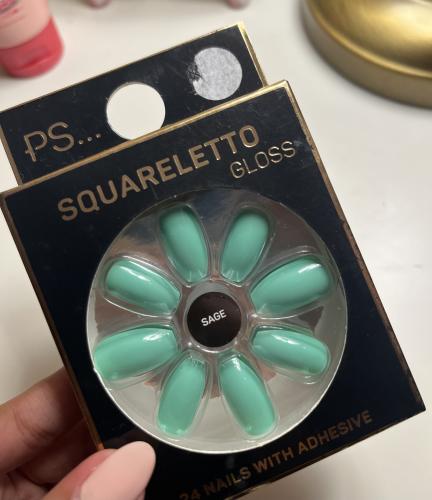 PS...
SQUARELETTO
GLOSS
SAGE
24 NAILS WITH ADHESIVE